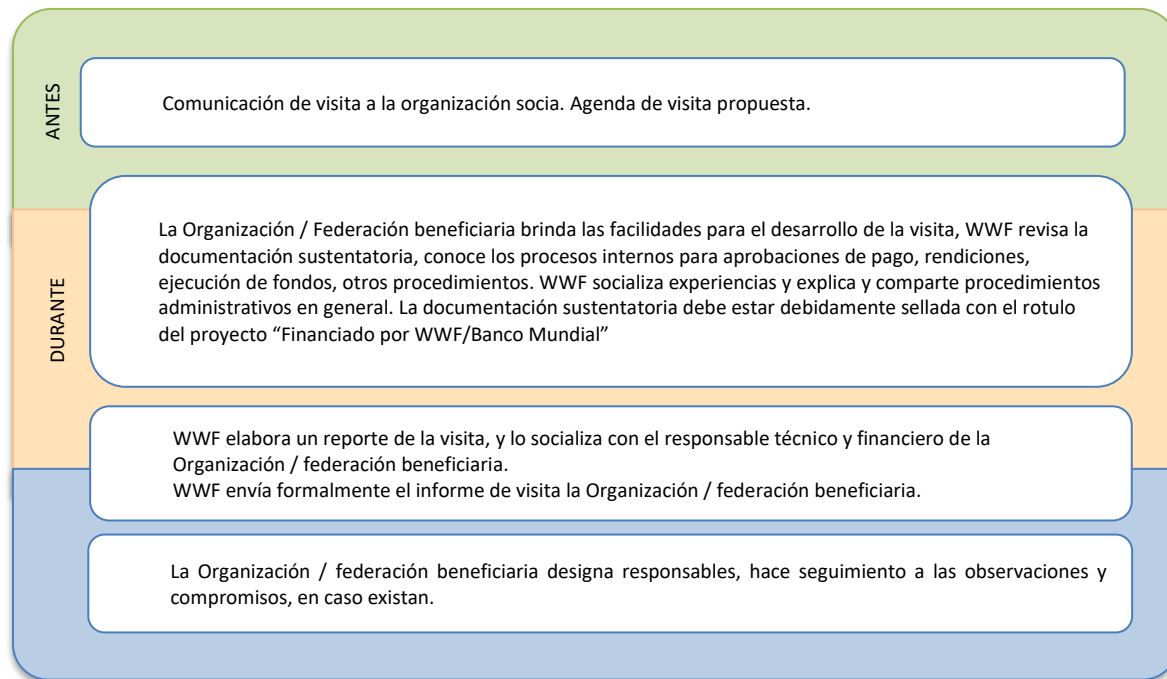 ANTES
Comunicación de visita a la organización socia. Agenda de visita propuesta.
DURANTE
La Organización / Federación beneficiaria brinda las facilidades para el desarrollo de la visita, WWF revisa la
documentación sustentatoria, conoce los procesos internos para aprobaciones de pago, rendiciones,
ejecución de fondos, otros procedimientos. WWF socializa experiencias y explica y comparte procedimientos
administrativos en general. La documentación sustentatoria debe estar debidamente sellada con el rotulo
del proyecto “Financiado por WWF/Banco Mundial”
WWF elabora un reporte de la visita, y lo socializa con el responsable técnico y financiero de la
Organización / federación beneficiaria.
WWF envía formalmente el informe de visita la Organización / federación beneficiaria.
La Organización / federación beneficiaria designa responsables, hace seguimiento a las observaciones y
compromisos, en caso existan.